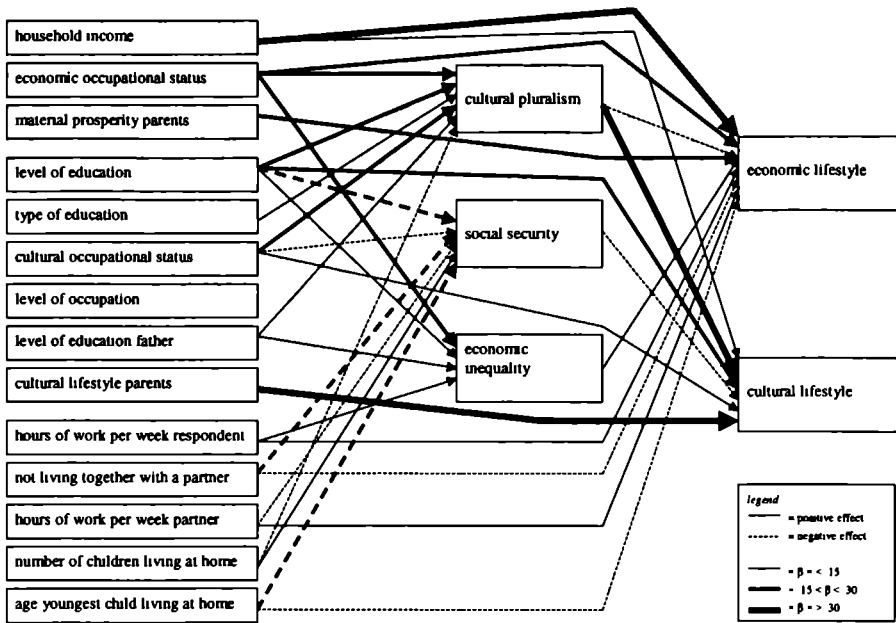 household income
economic occupational status
material prosperity parents
level of education
type of education
cultural occupational status
level of occupation
level of education father
cultural lifestyle parents
hours of work per week respondent
not living together with a partner
hours of work per week partner
number of children living at home
age youngest child living at home
cultural pluralism
social security
economic
inequality
economic lifestyle
cultural lifestyle
legend
= positive effect
= negative effect
= β = < 15
= 15 < β < 30
= β = > 30